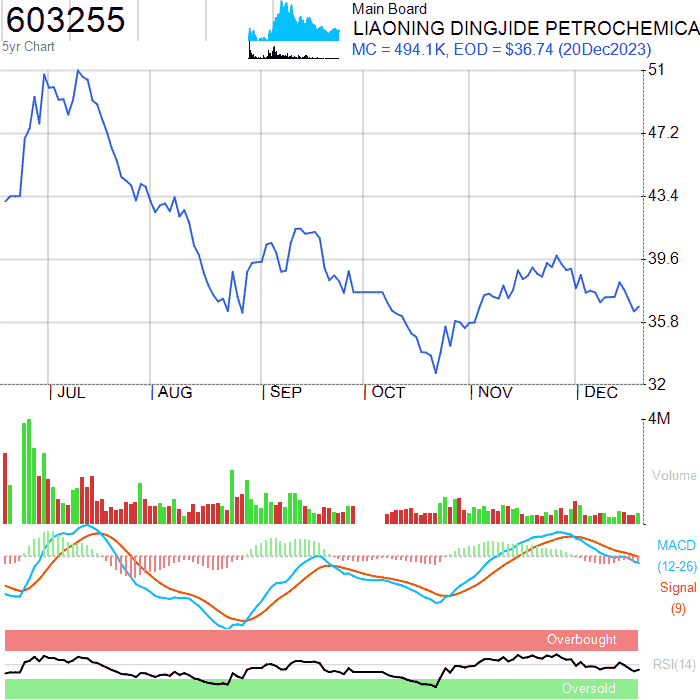 603255
5yr Chart
Main Board
LIAONING DINGJIDE PETROCHEMICA
MC = 494.1K, EOD = $36.74 (20Dec2023)
51
47.2
43.4
39.6
35.8
32
JUL
AUG
SEP
OCT
NOV
DEC
4M
Volume
MACD
(12-26)
Signal
(9)
Overbought
RSI(14)
Oversold